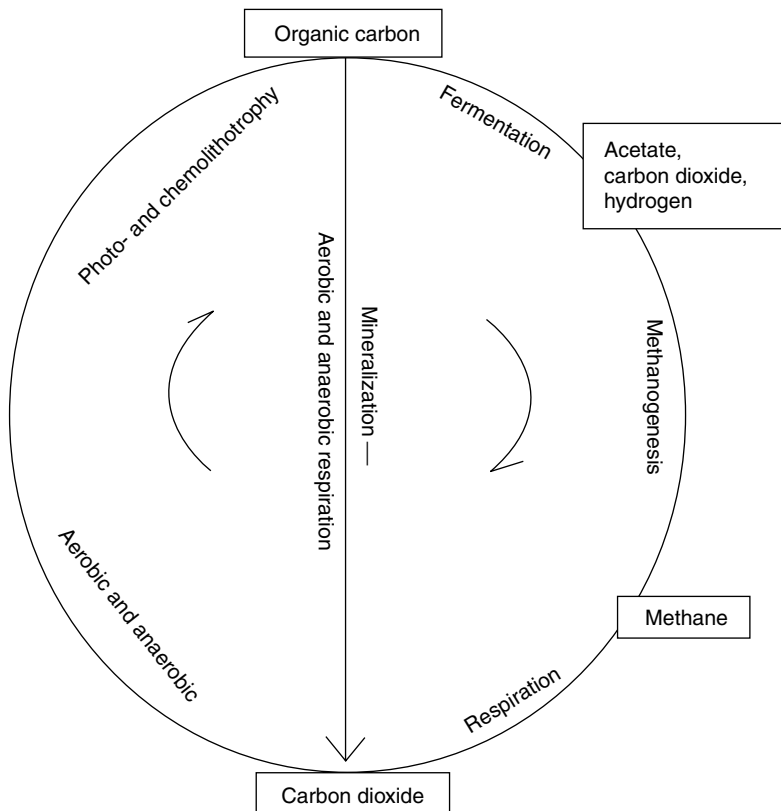 Organic carbon
Photo- and chemolithotrophy
Fermentation
Acetate,
carbon dioxide,
hydrogen
Mineralization —
Aerobic and anaerobic respiration
Methanogenesis
Aerobic and anaerobic
Methane
Respiration
Carbon dioxide